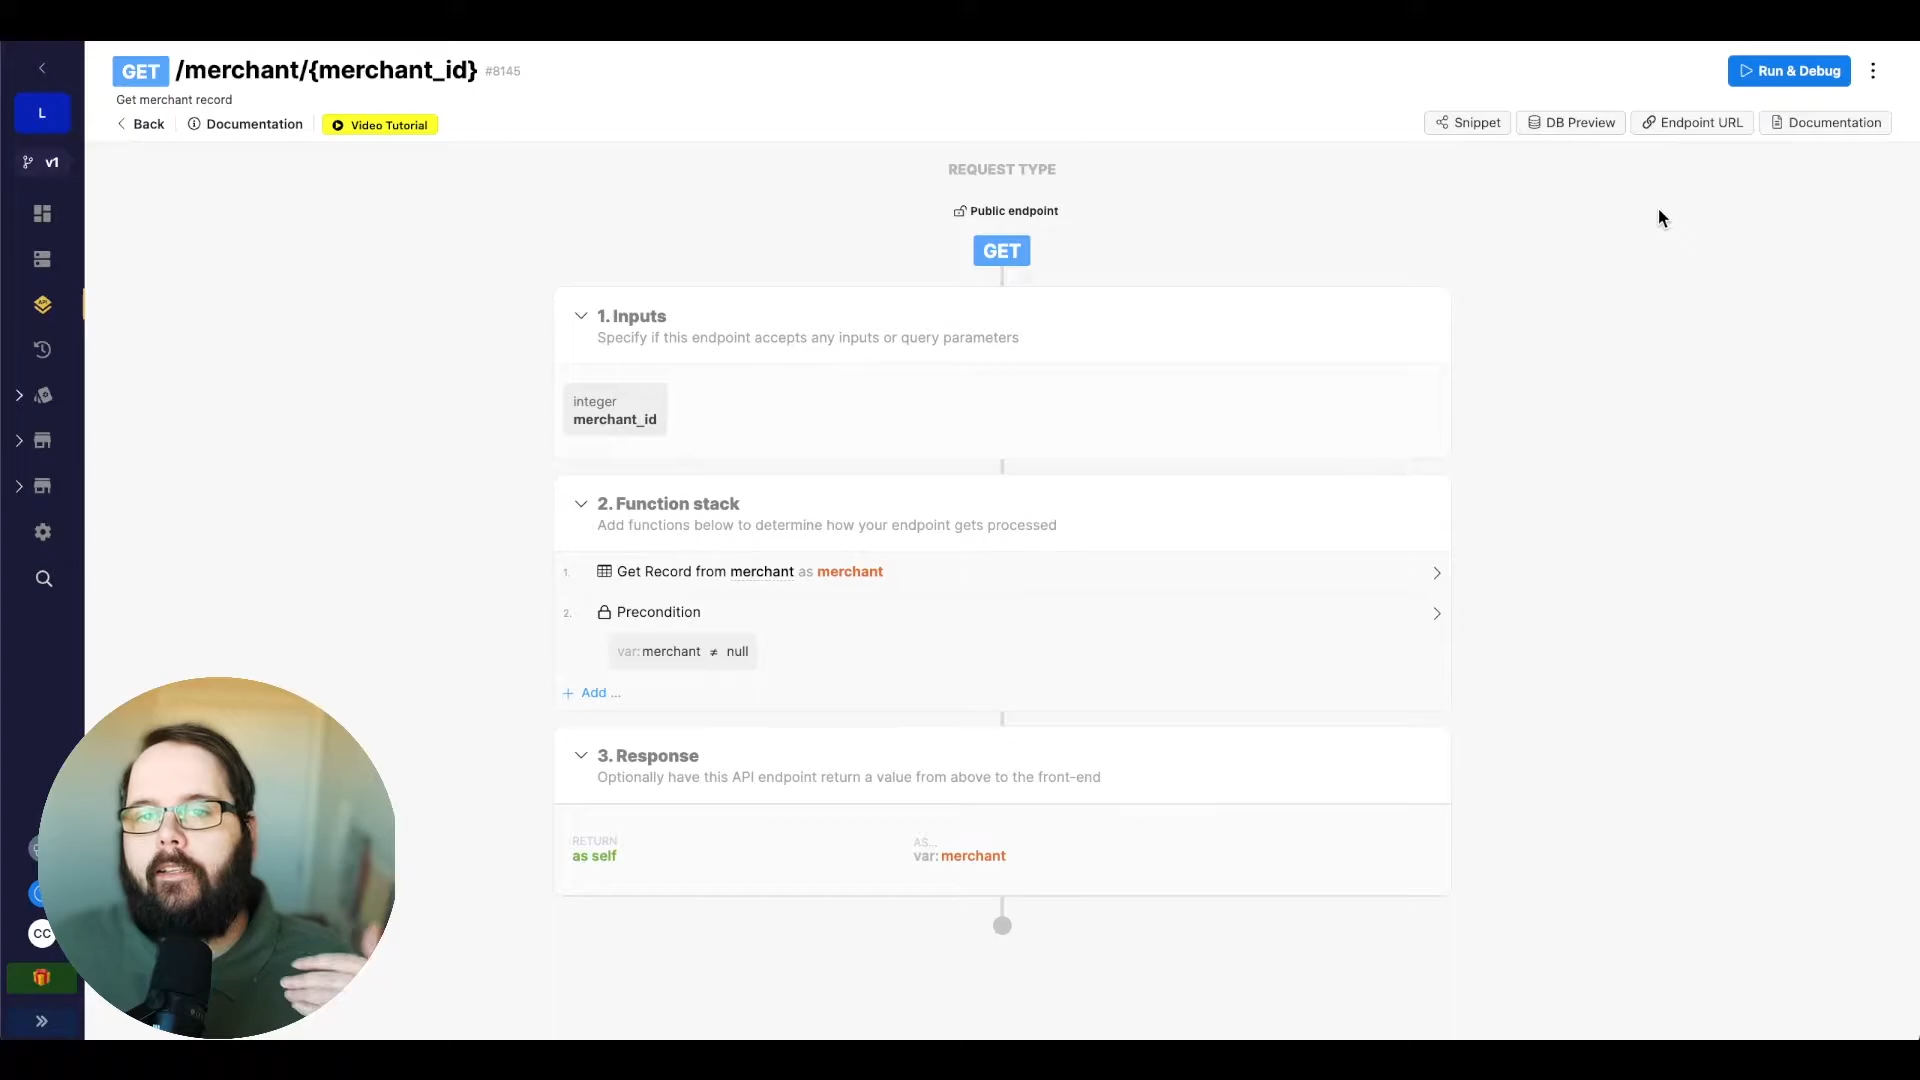 GET /merchant/{merchant_id} #8145
Run & Debug
L
Get merchant record
Back
Documentation
Video Tutorial
Snippet
DB Preview
Endpoint URL
Documentation
v1
REQUEST TYPE
Public endpoint
GET
1. Inputs
Specify if this endpoint accepts any inputs or query parameters
integer
merchant_id
2. Function stack
Add functions below to determine how your endpoint gets processed
1. Get Record from merchant as merchant
2. Precondition
var: merchant ≠ null
+ Add ...
3. Response
Optionally have this API endpoint return a value from above to the front-end
RETURN
as self
AS...
var: merchant
CC